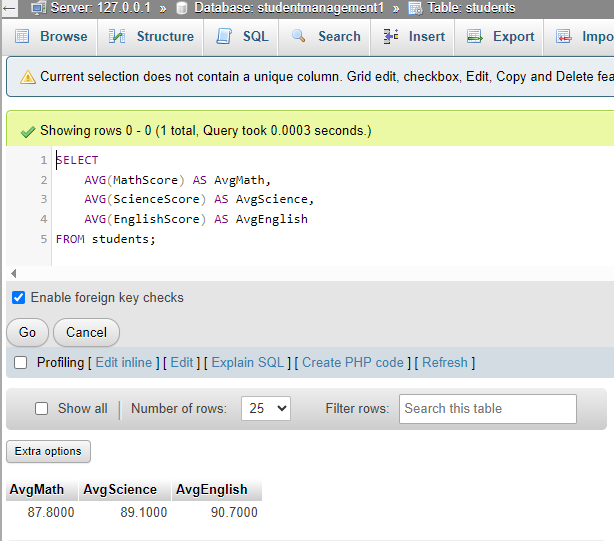 Server: 127.0.0.1 » Database: studentmanagement1 » Table: students
Browse Structure SQL Search Insert Export Impo
Current selection does not contain a unique column. Grid edit, checkbox, Edit, Copy and Delete fea
Showing rows 0 - 0 (1 total, Query took 0.0003 seconds.)
1 SELECT
2 AVG(MathScore) AS AvgMath,
3 AVG(ScienceScore) AS AvgScience,
4 AVG(EnglishScore) AS AvgEnglish
5 FROM students;
Enable foreign key checks
Go Cancel
Profiling [ Edit inline ] [ Edit ] [ Explain SQL ] [ Create PHP code ] [ Refresh ]
Show all | Number of rows: 25 Filter rows: Search this table
Extra options
AvgMath AvgScience AvgEnglish
87.8000 89.1000 90.7000